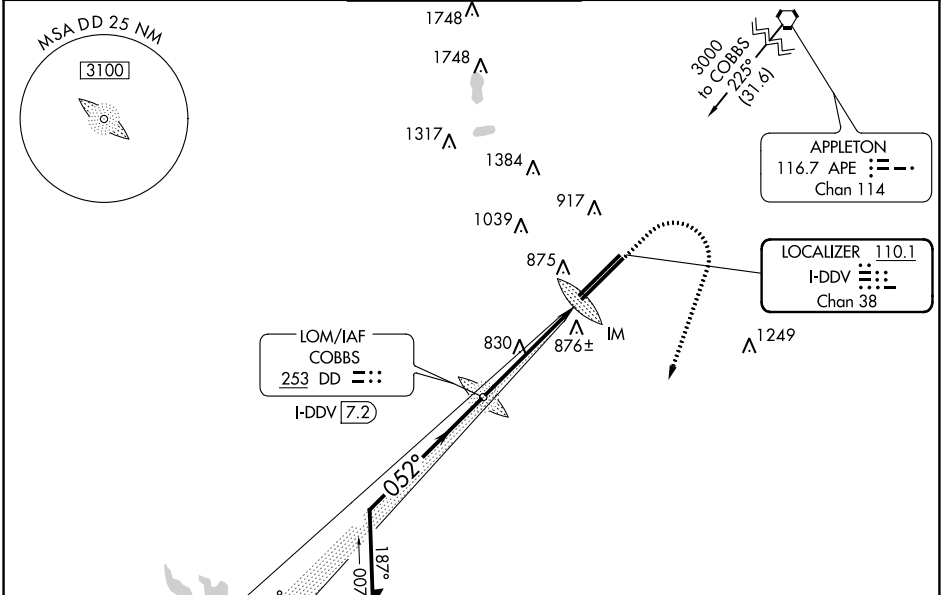 MSA DD 25 NM
3100
1748
1748
1317
1384
917
1039
875
3000
to COBBS
225°
(31.6)
APPLETON
116.7 APE
Chan 114
LOCALIZER 110.1
I-DDV
Chan 38
IM
830
876±
1249
LOM/IAF
COBBS
253 DD
I-DDV 7.2
052°
187°
007